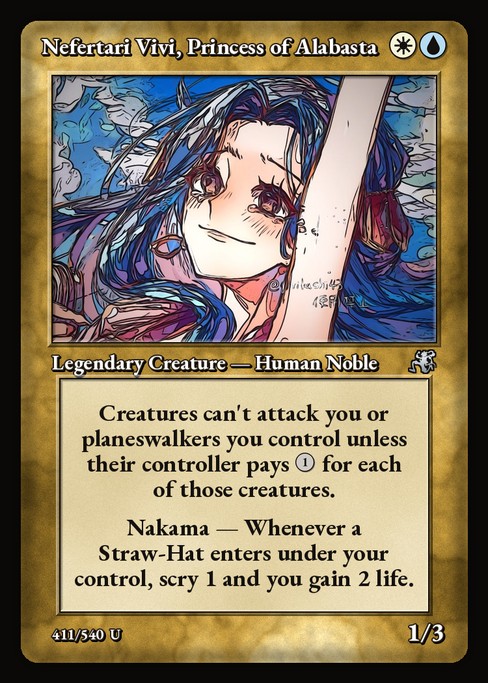 Nefertari Vivi, Princess of Alabasta
Legendary Creature — Human Noble
Creatures can't attack you or
planeswalkers you control unless
their controller pays 1 for each
of those creatures.
Nakama — Whenever a
Straw-Hat enters under your
control, scry 1 and you gain 2 life.
411/540 U
1/3